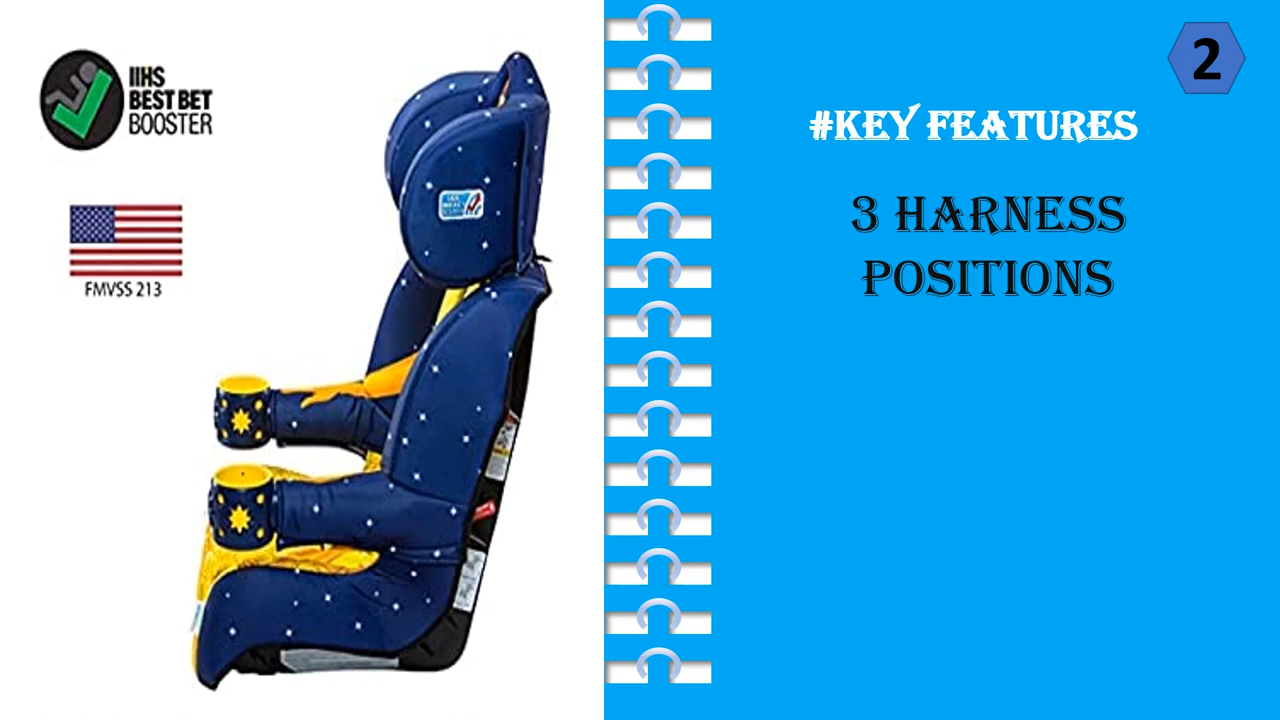 IIHS
BEST BET
BOOSTER
FMVSS 213
2
#KEY FEATURES
3 HARNESS
POSITIONS